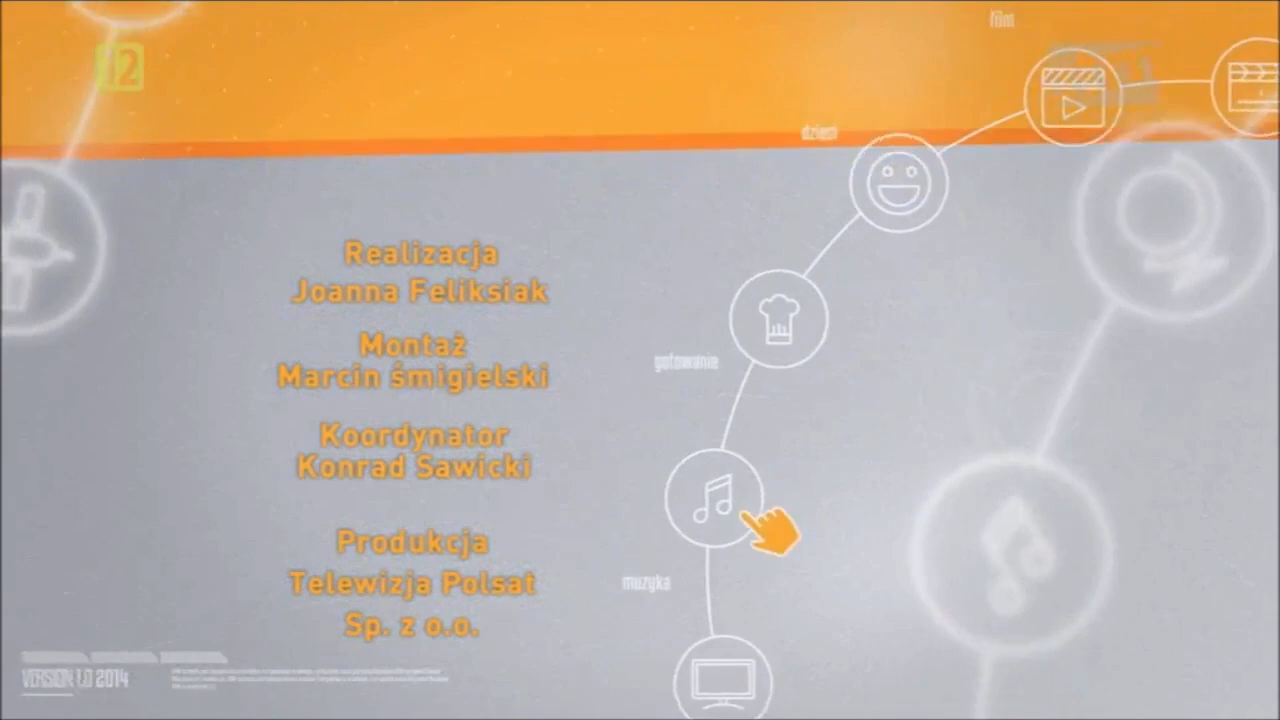 film
12
dzieci
Realizacja
Joanna Feliksiak
Montaż
Marcin śmigielski
gotowanie
Koordynator
Konrad Sawicki
Produkcja
Telewizja Polsat
Sp. z o.o.
muzyka
VERSION 1.0 2014